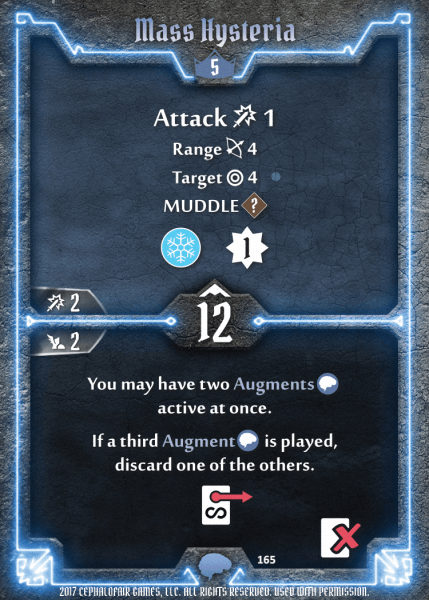 Mass Hysteria
5
Attack 1
Range 4
Target 4
MUDDLE ?
1
2
12
2
You may have two Augments
active at once.
If a third Augment is played,
discard one of the others.
165
2017 CEPHALOFAIR GAMES, LLC. ALL RIGHTS RESERVED. USED WITH PERMISSION.